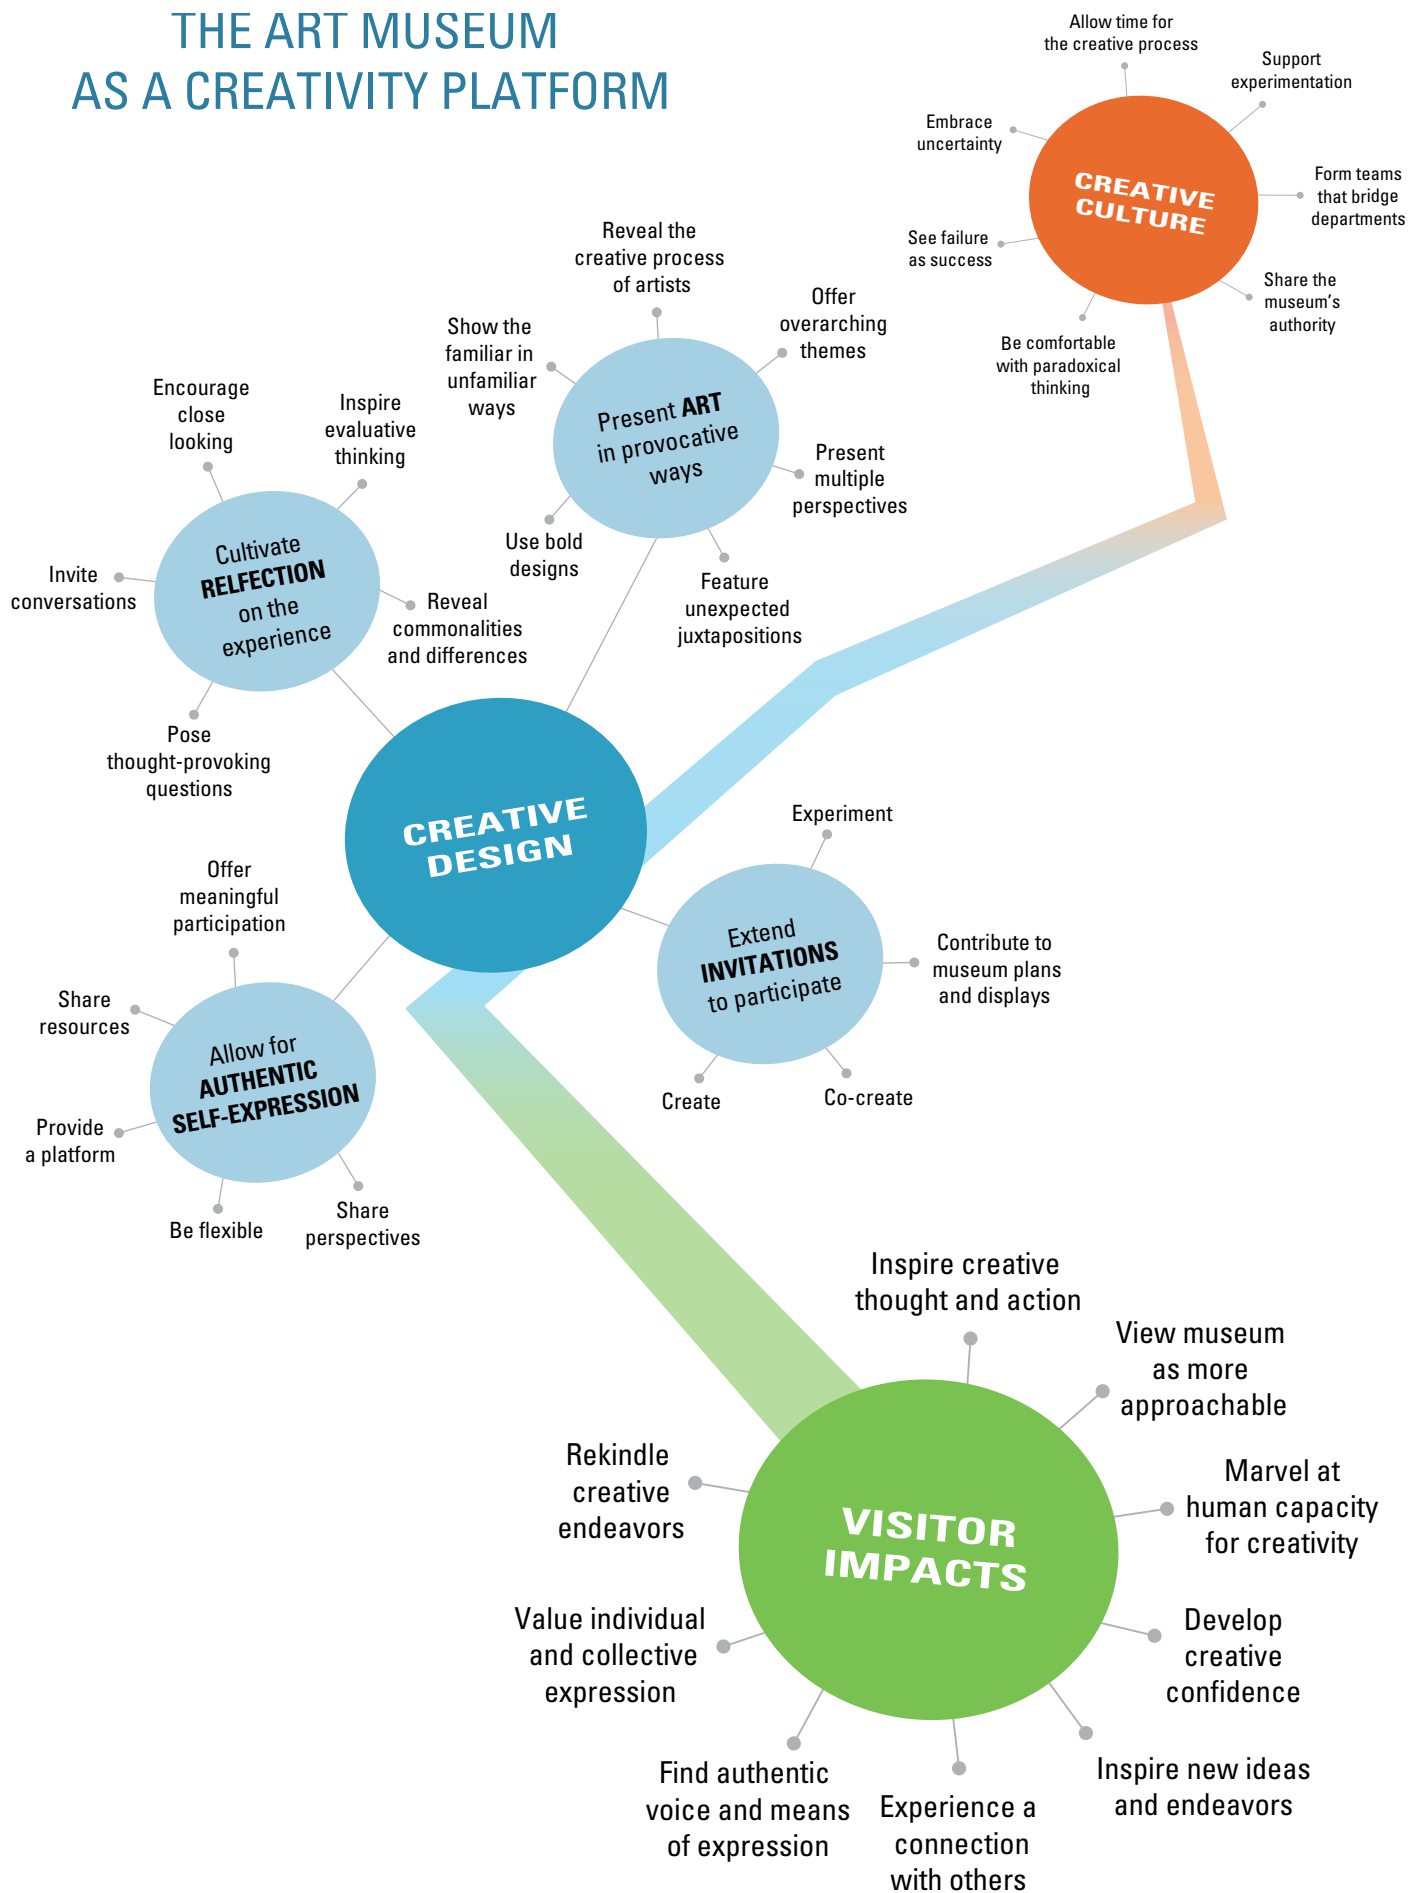 THE ART MUSEUM
AS A CREATIVITY PLATFORM
Allow time for
the creative process
Support
experimentation
Embrace
uncertainty
CREATIVE
CULTURE
Form teams
that bridge
departments
See failure
as success
Share the
museum's
authority
Be comfortable
with paradoxical
thinking
Reveal the
creative process
of artists
Offer
overarching
themes
Show the
familiar in
unfamiliar
ways
Present ART
in provocative
ways
Present
multiple
perspectives
Use bold
designs
Feature
unexpected
juxtapositions
Encourage
close
looking
Inspire
evaluative
thinking
Cultivate
RELFECTION
on the
experience
Invite
conversations
Reveal
commonalities
and differences
Pose
thought-provoking
questions
CREATIVE
DESIGN
Experiment
Extend
INVITATIONS
to participate
Contribute to
museum plans
and displays
Create
Co-create
Offer
meaningful
participation
Share
resources
Allow for
AUTHENTIC
SELF-EXPRESSION
Provide
a platform
Be flexible
Share
perspectives
Inspire creative
thought and action
View museum
as more
approachable
Rekindle
creative
endeavors
Marvel at
human capacity
for creativity
VISITOR
IMPACTS
Value individual
and collective
expression
Develop
creative
confidence
Find authentic
voice and means
of expression
Experience a
connection
with others
Inspire new ideas
and endeavors